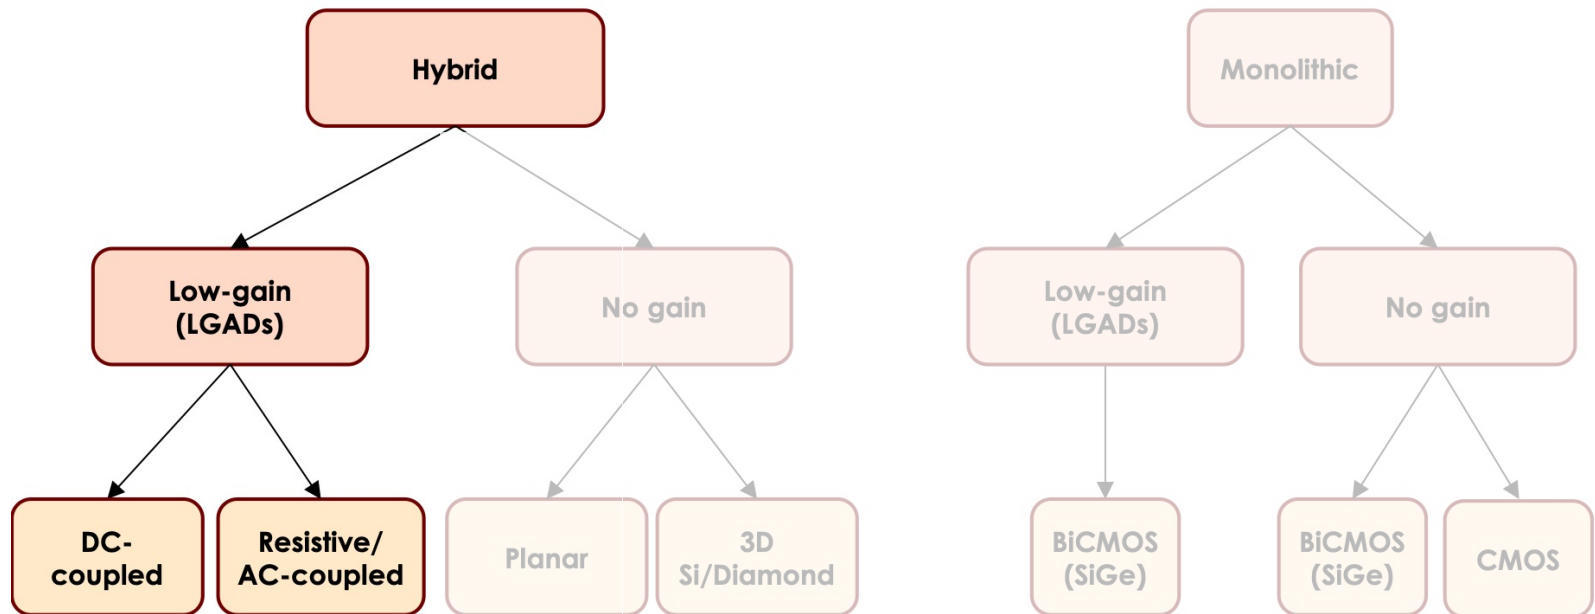 Hybrid
Monolithic
Low-gain
(LGADs)
No gain
Low-gain
(LGADs)
No gain
DC-
coupled
Resistive/
AC-coupled
Planar
3D
Si/Diamond
BiCMOS
(SiGe)
BiCMOS
(SiGe)
CMOS